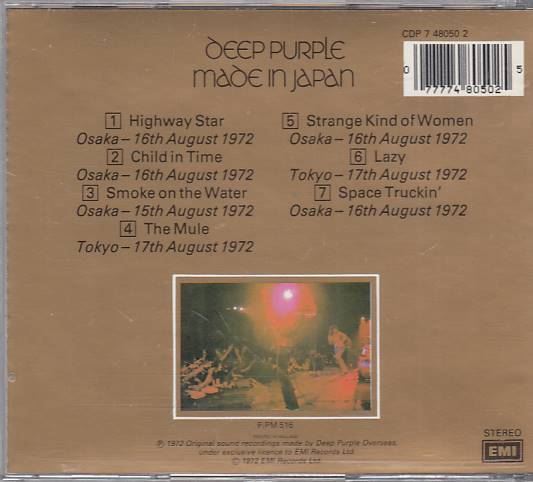 CDP 7 48050 2
DEEP PURPLE
MADE IN JAPAN
0 77774 80502 5
1 Highway Star
Osaka – 16th August 1972
2 Child in Time
Osaka – 16th August 1972
3 Smoke on the Water
Osaka – 15th August 1972
4 The Mule
Tokyo – 17th August 1972
5 Strange Kind of Women
Osaka – 16th August 1972
6 Lazy
Tokyo – 17th August 1972
7 Space Truckin'
Osaka – 16th August 1972
P/PM 516
℗ 1972 Original sound recordings made by Deep Purple Overseas,
under exclusive licence to EMI Records Ltd.
© 1972 EMI Records Ltd.
STEREO
EMI